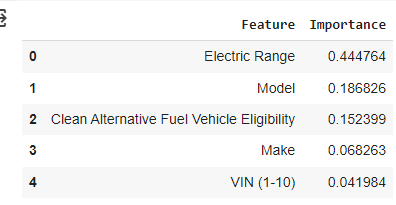 Feature Importance
0 Electric Range 0.444764
1 Model 0.186826
2 Clean Alternative Fuel Vehicle Eligibility 0.152399
3 Make 0.068263
4 VIN (1-10) 0.041984